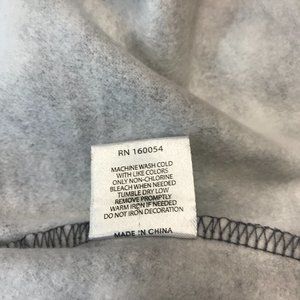 RN 160054
MACHINE WASH COLD
WITH LIKE COLORS
ONLY NON-CHLORINE
BLEACH WHEN NEEDED
TUMBLE DRY LOW
REMOVE PROMPTLY
WARM IRON IF NEEDED
DO NOT IRON DECORATION
MADE IN CHINA